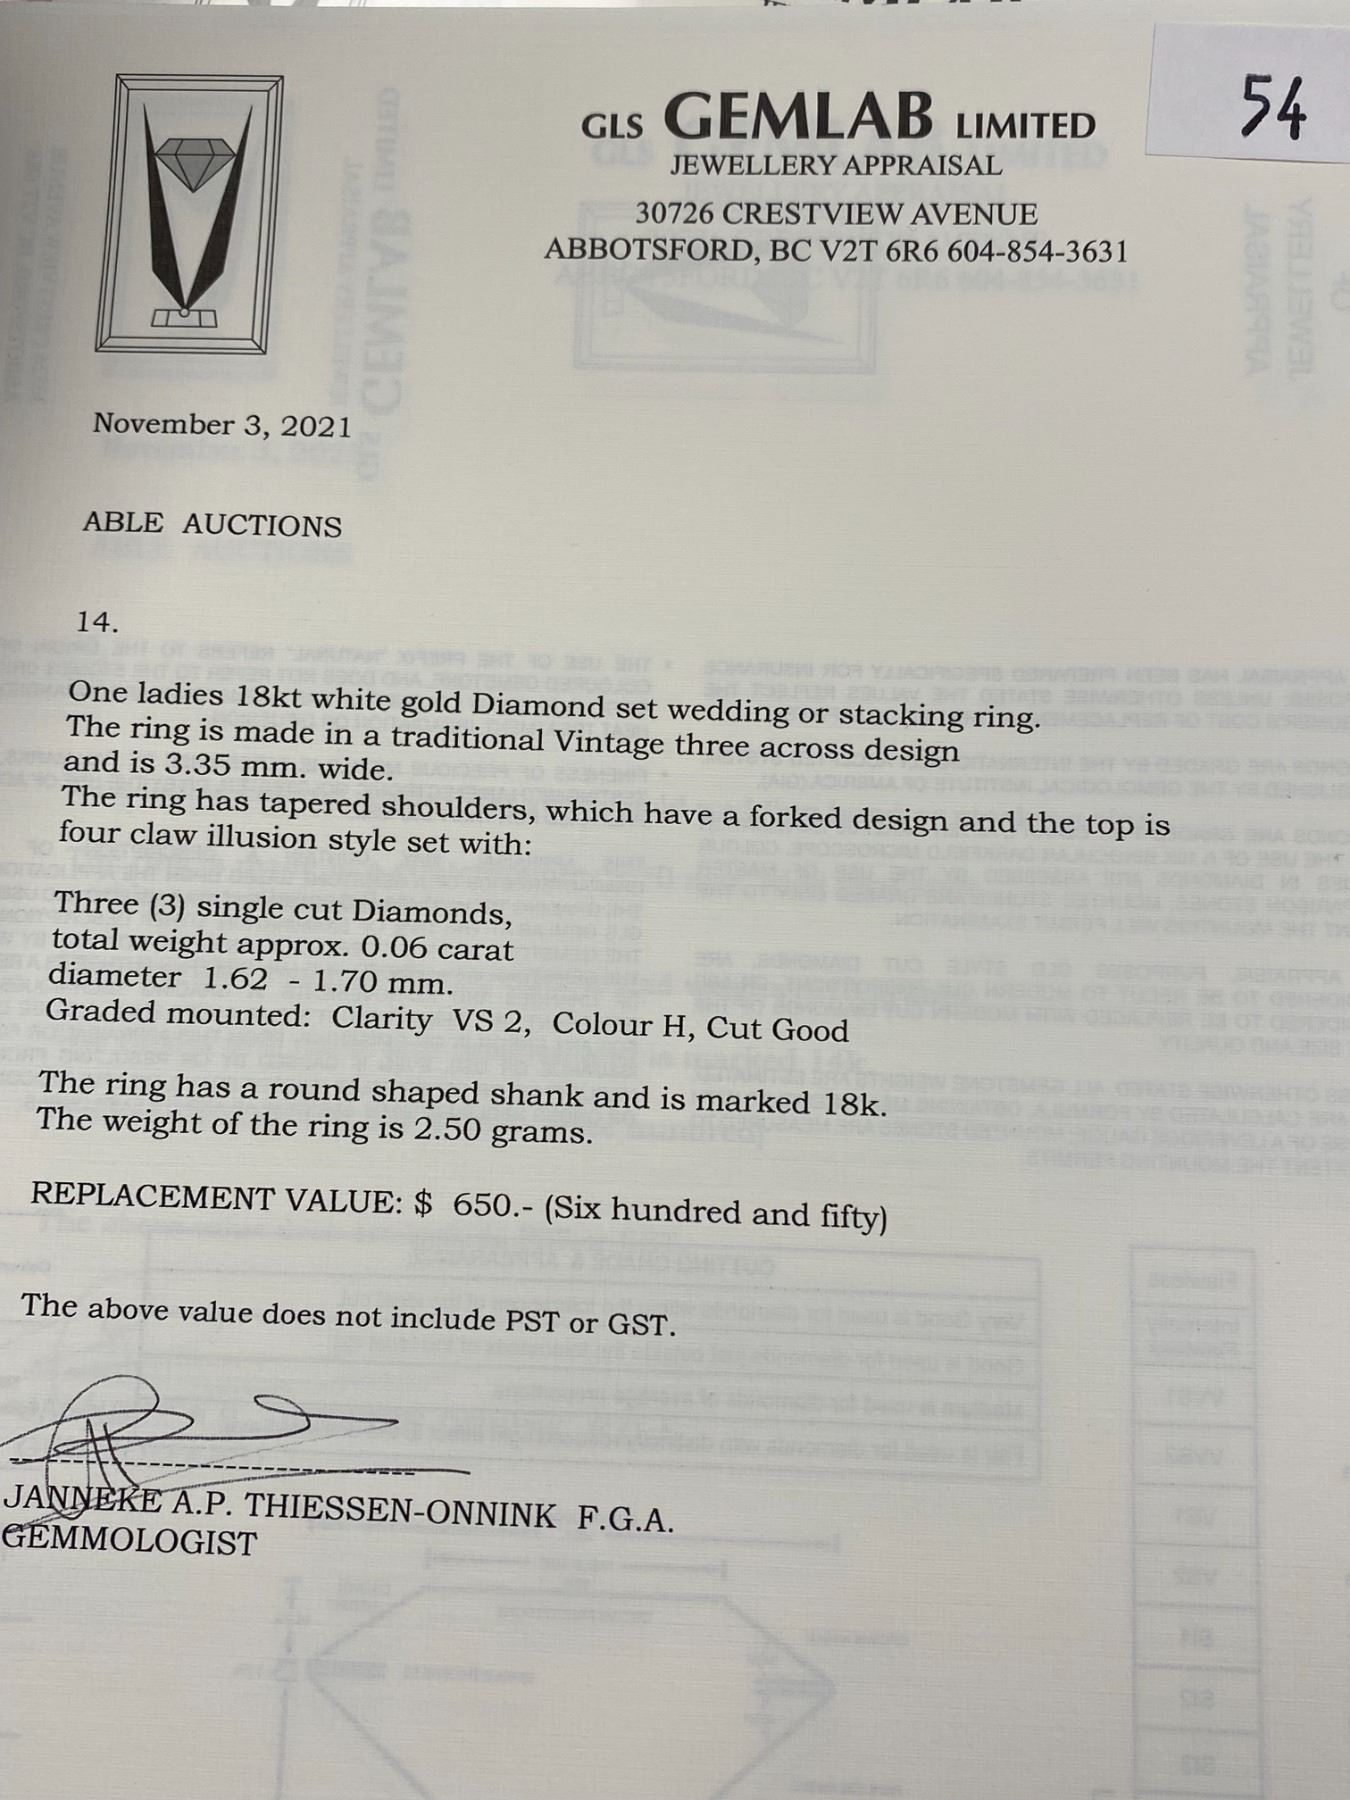 54
GLS GEMLAB LIMITED
JEWELLERY APPRAISAL
30726 CRESTVIEW AVENUE
ABBOTSFORD, BC V2T 6R6 604-854-3631
November 3, 2021
ABLE AUCTIONS
14.
One ladies 18kt white gold Diamond set wedding or stacking ring.
The ring is made in a traditional Vintage three across design
and is 3.35 mm. wide.
The ring has tapered shoulders, which have a forked design and the top is
four claw illusion style set with:
Three (3) single cut Diamonds,
total weight approx. 0.06 carat
diameter 1.62 - 1.70 mm.
Graded mounted: Clarity VS 2, Colour H, Cut Good
The ring has a round shaped shank and is marked 18k.
The weight of the ring is 2.50 grams.
REPLACEMENT VALUE: $ 650.- (Six hundred and fifty)
The above value does not include PST or GST.
JANNEKE A.P. THIESSEN-ONNINK F.G.A.
GEMMOLOGIST